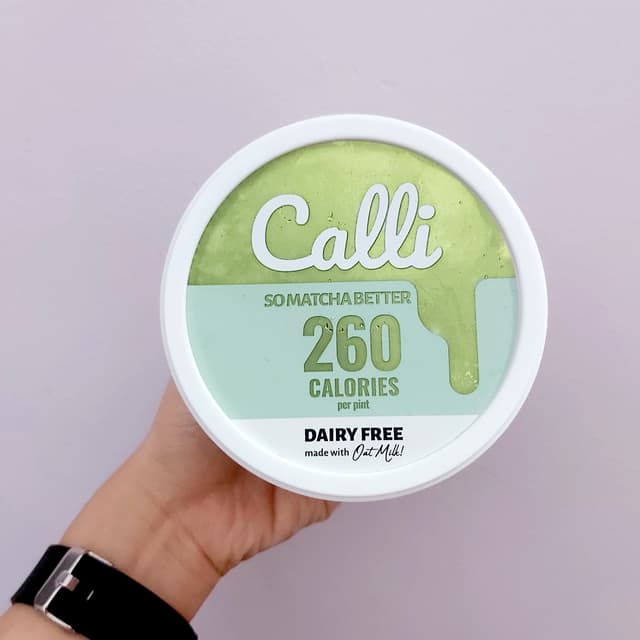 Calli
SO MATCHA BETTER
260
CALORIES
per pint
DAIRY FREE
made with Oat Milk!